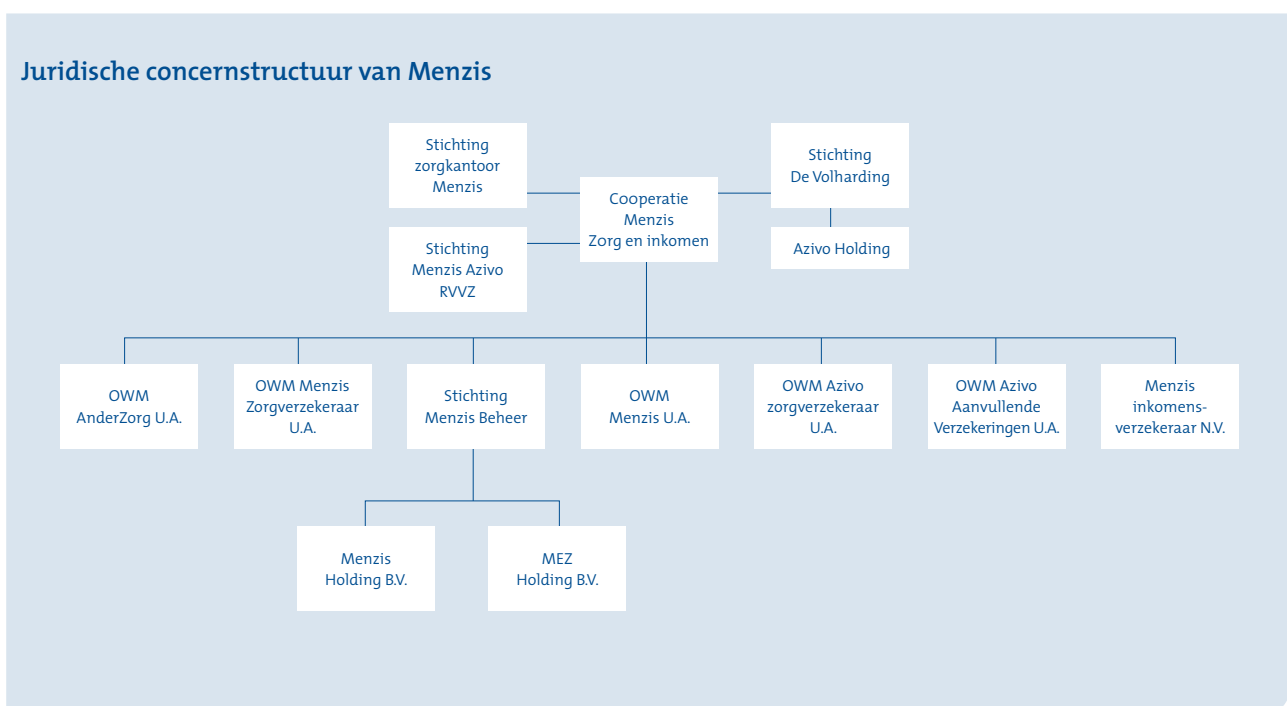 Juridische concernstructuur van Menzis
Stichting
zorgkantoor
Menzis
Stichting
De Volharding
Cooperatie
Menzis
Zorg en inkomen
Stichting
Menzis Azivo
RVVZ
Azivo Holding
OWM
AnderZorg U.A.
OWM Menzis
Zorgverzekeraar
U.A.
Stichting
Menzis Beheer
OWM
Menzis U.A.
OWM Azivo
zorgverzekeraar
U.A.
OWM Azivo
Aanvullende
Verzekeringen U.A.
Menzis
inkomens-
verzekeraar N.V.
Menzis
Holding B.V.
MEZ
Holding B.V.